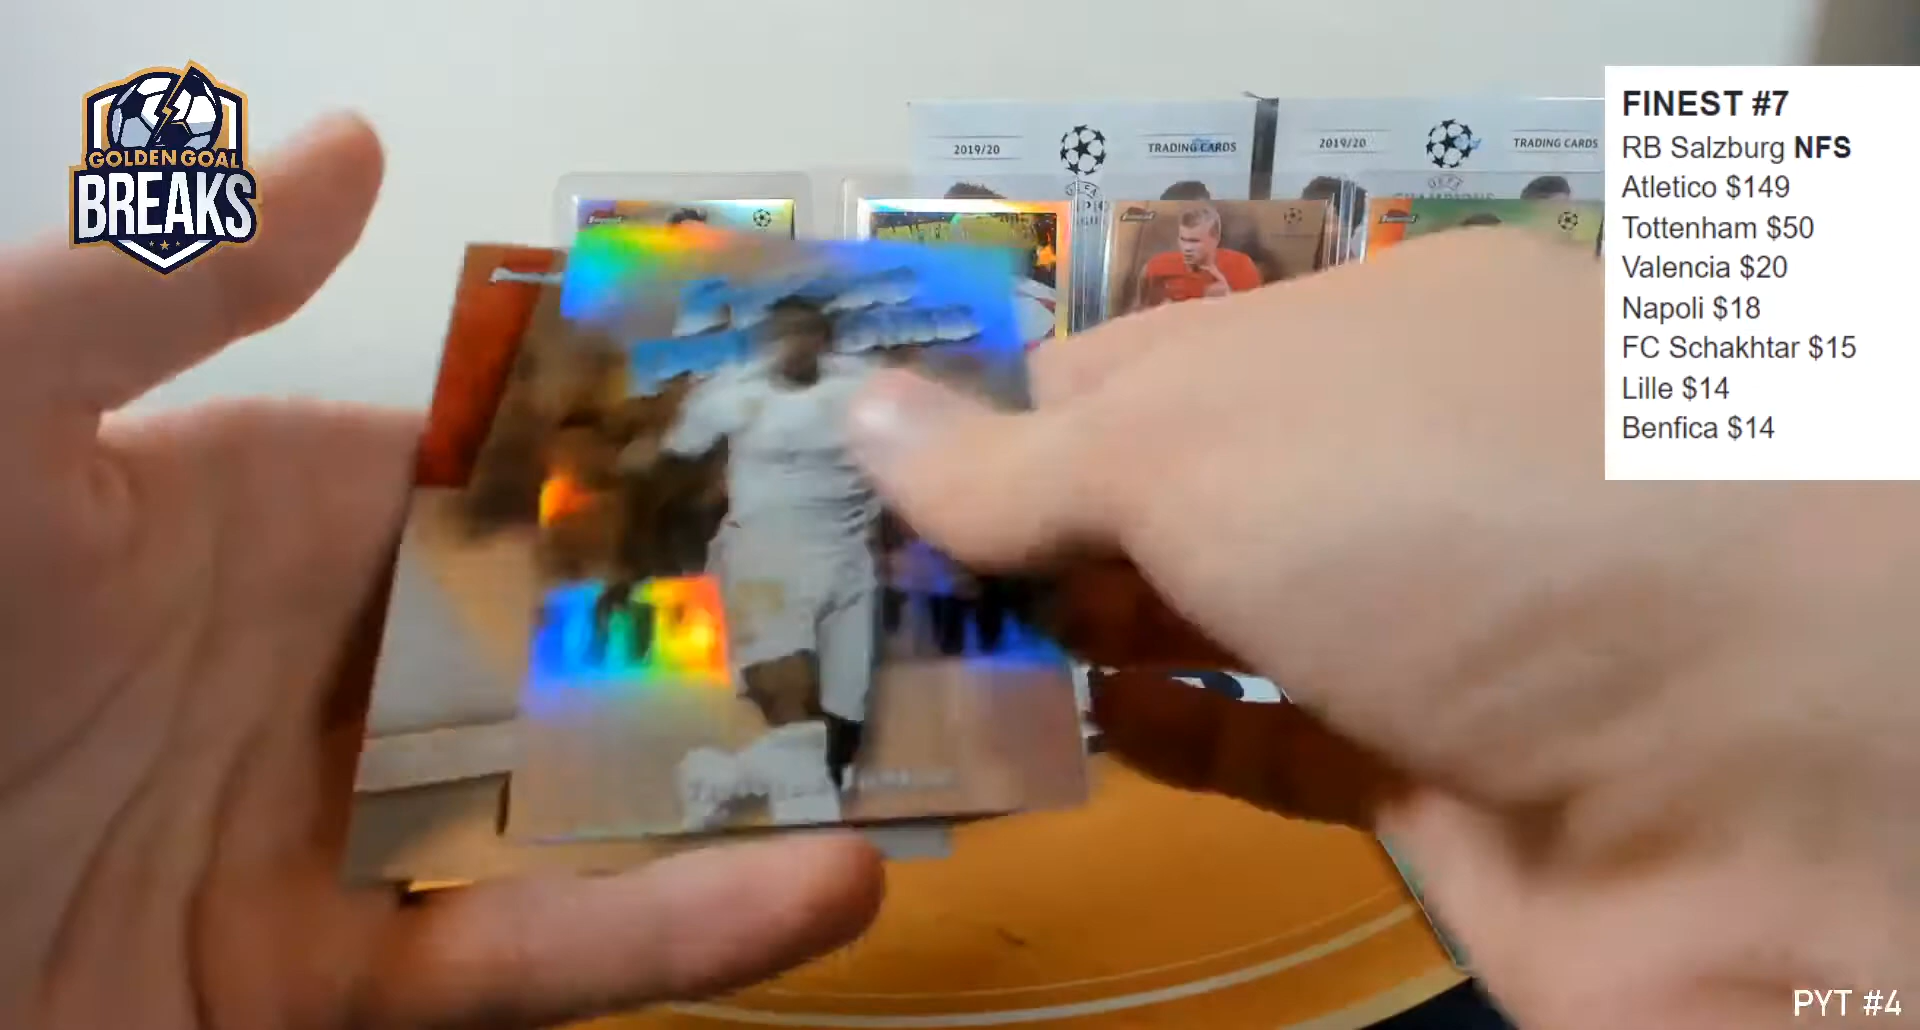 GOLDEN GOAL
BREAKS
2019/20
TRADING CARDS
2019/20
TRADING CARDS
FINEST #7
RB Salzburg NFS
Atletico $149
Tottenham $50
Valencia $20
Napoli $18
FC Schakhtar $15
Lille $14
Benfica $14
PYT #4